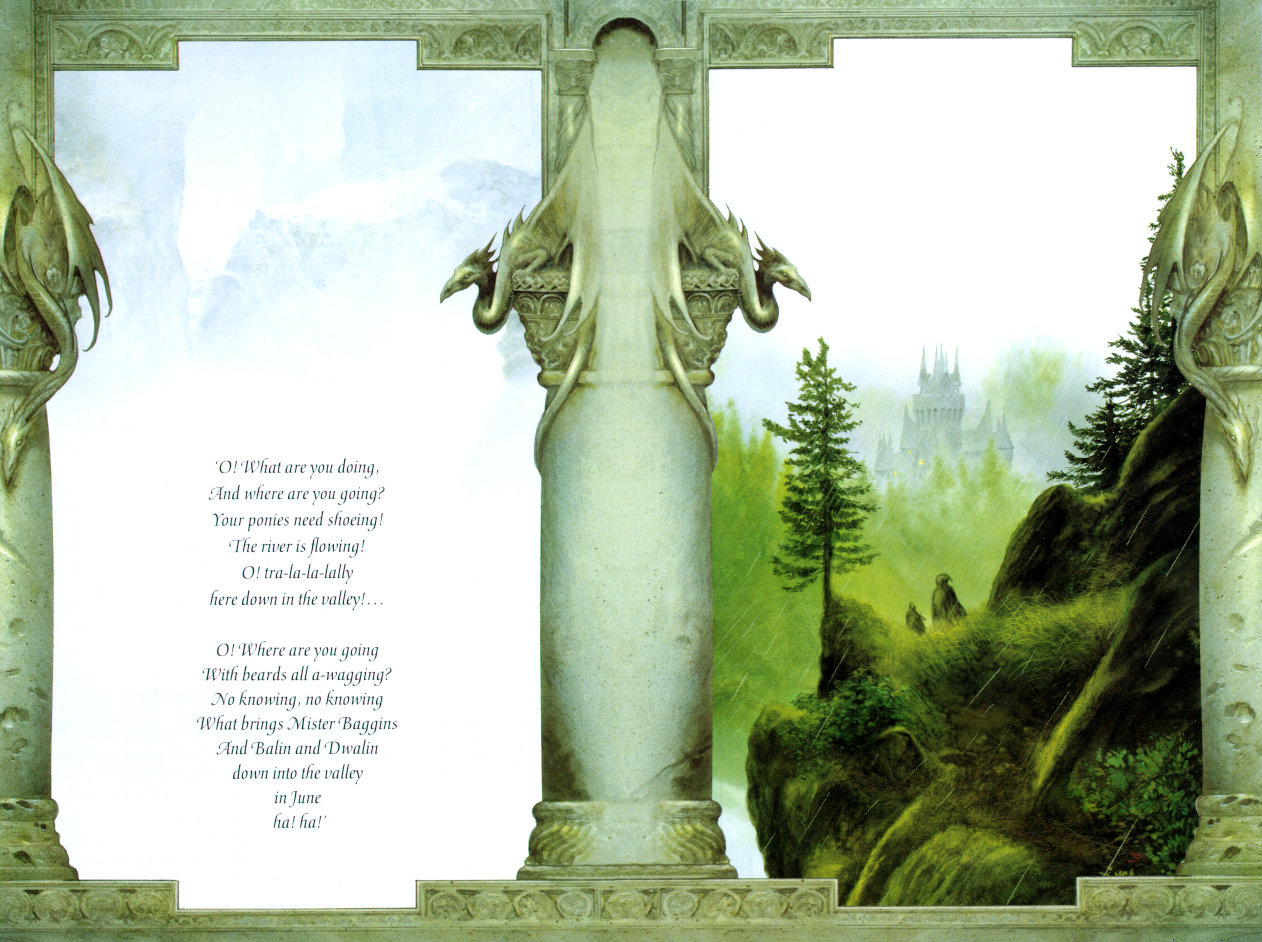 ‘O! What are you doing,
And where are you going?
Your ponies need shoeing!
The river is flowing!
O! tra-la-la-lally
here down in the valley!...
O! Where are you going
With beards all a-wagging?
No knowing, no knowing
What brings Mister Baggins
And Balin and Dwalin
down into the valley
in June
ha! ha!’